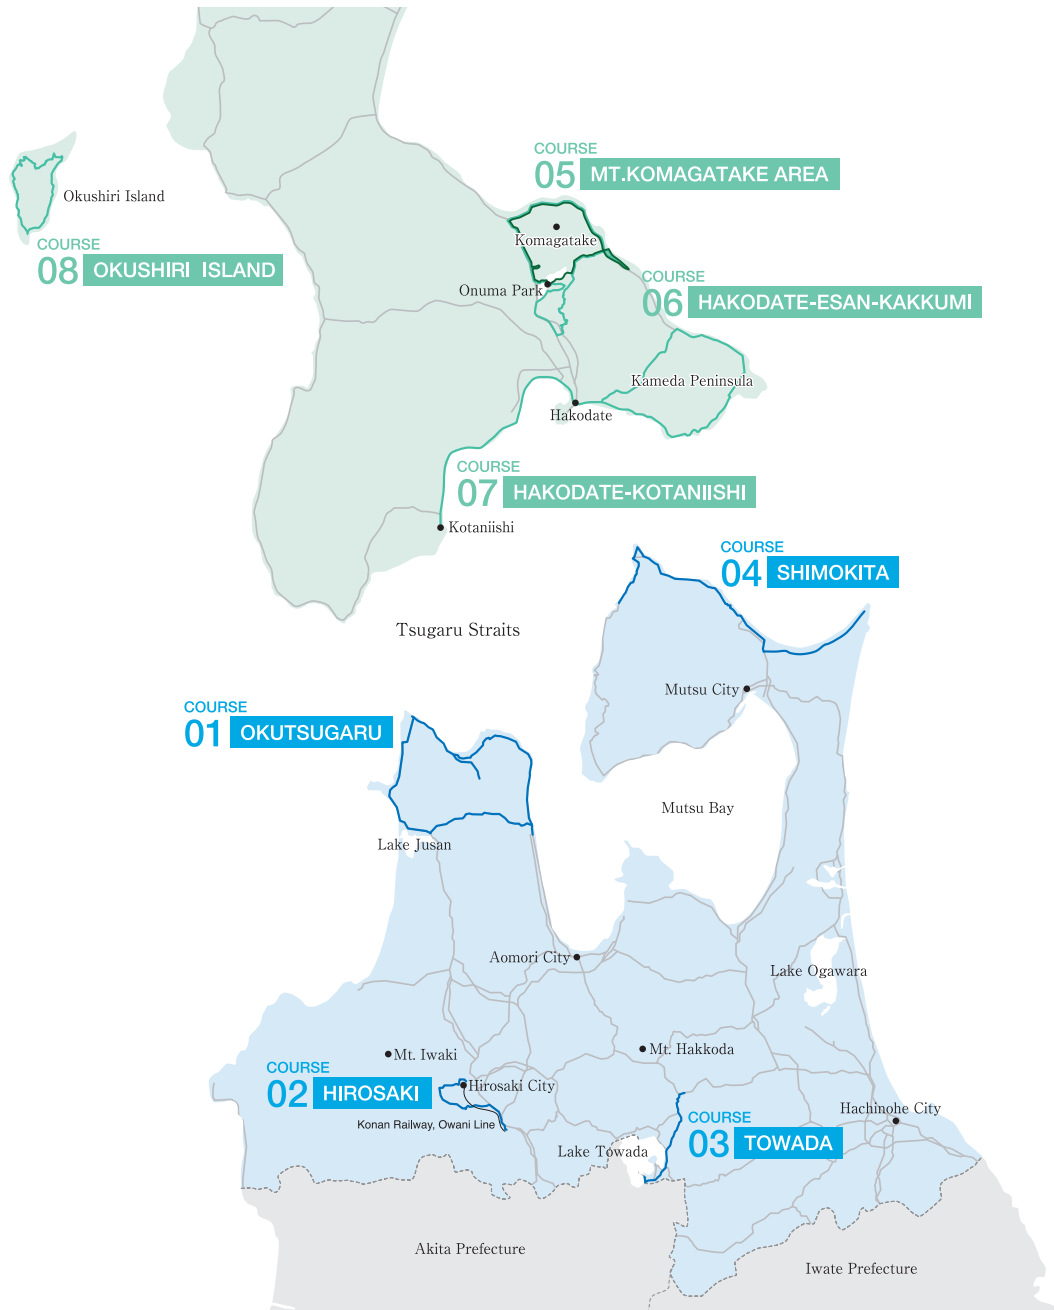 COURSE
05 MT.KOMAGATAKE AREA
Okushiri Island
COURSE
08 OKUSHIRI ISLAND
Komagatake
COURSE
06 HAKODATE-ESAN-KAKKUMI
Onuma Park
Kameda Peninsula
Hakodate
COURSE
07 HAKODATE-KOTANIISHI
Kotaniishi
COURSE
04 SHIMOKITA
Tsugaru Straits
Mutsu City
COURSE
01 OKUTSUGARU
Mutsu Bay
Lake Jusan
Aomori City
Lake Ogawara
Mt. Iwaki
Mt. Hakkoda
COURSE
02 HIROSAKI
Hirosaki City
Hachinohe City
Konan Railway, Owani Line
COURSE
03 TOWADA
Lake Towada
Akita Prefecture
Iwate Prefecture